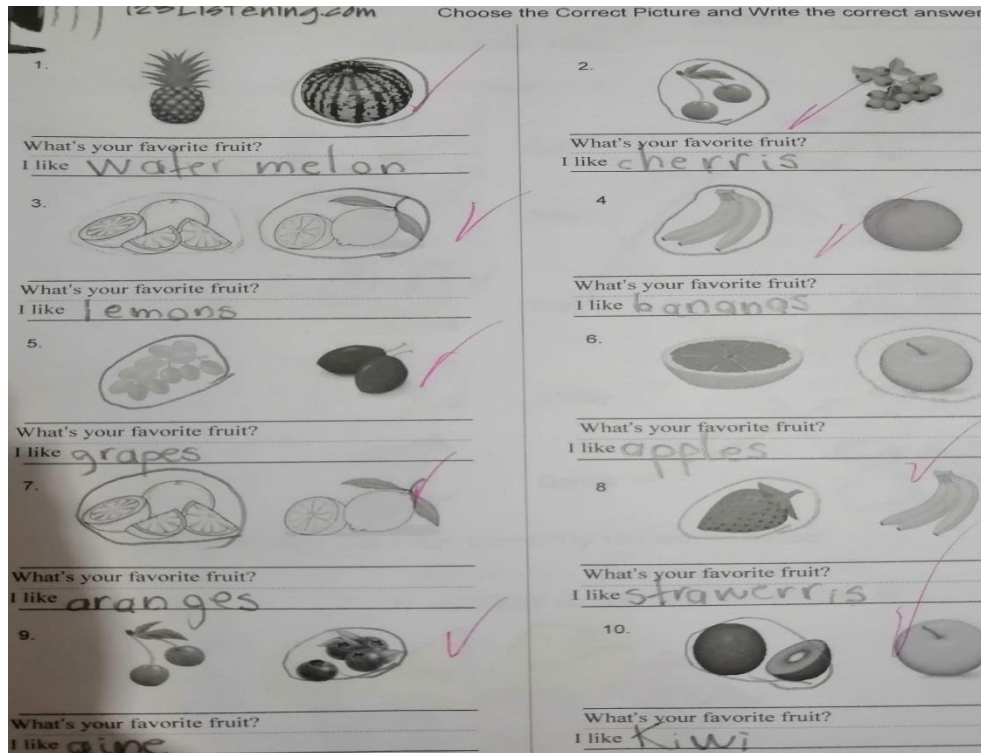 123Listening.com Choose the Correct Picture and Write the correct answer
1. 2.
What's your favorite fruit? What's your favorite fruit?
I like water melon I like cherris
3. 4
What's your favorite fruit? What's your favorite fruit?
I like lemons I like bananas
5. 6.
What's your favorite fruit? What's your favorite fruit?
I like grapes I like apples
7. 8
What's your favorite fruit? What's your favorite fruit?
I like aranges I like strawerris
9. 10.
What's your favorite fruit? What's your favorite fruit?
I like I like kiwi